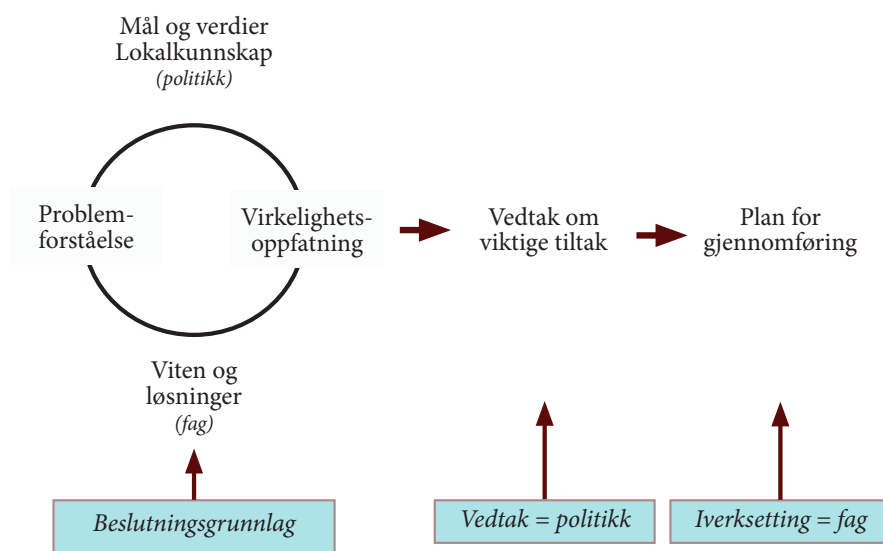 Mål og verdier
Lokalkunnskap
(politikk)
Problem-
forståelse
Virkelighets-
oppfatning
Vedtak om
viktige tiltak
Plan for
gjennomføring
Viten og
løsninger
(fag)
Beslutningsgrunnlag
Vedtak = politikk
Iverksetting = fag